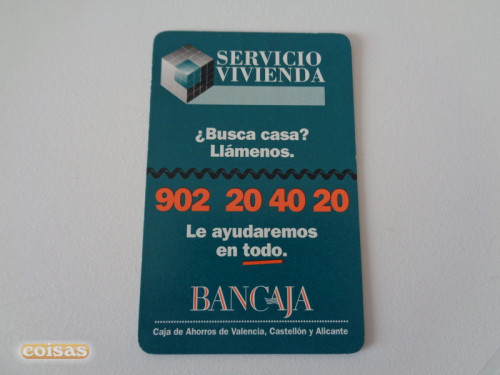 SERVICIO
VIVIENDA
¿Busca casa?
Llámenos.
902 20 40 20
Le ayudaremos
en todo.
BANCAJA
Caja de Ahorros de Valencia, Castellón y Alicante
coisas